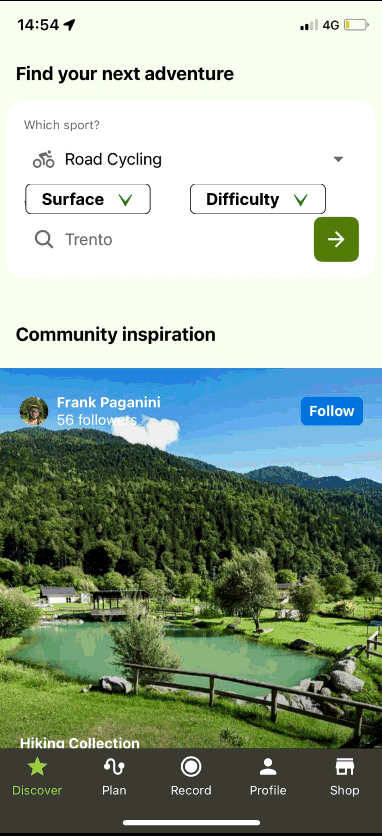 14:54
4G
Find your next adventure
Which sport?
Road Cycling
Surface
Difficulty
Trento
Community inspiration
Frank Paganini
56 followers
Follow
Hiking Collection
Discover
Plan
Record
Profile
Shop